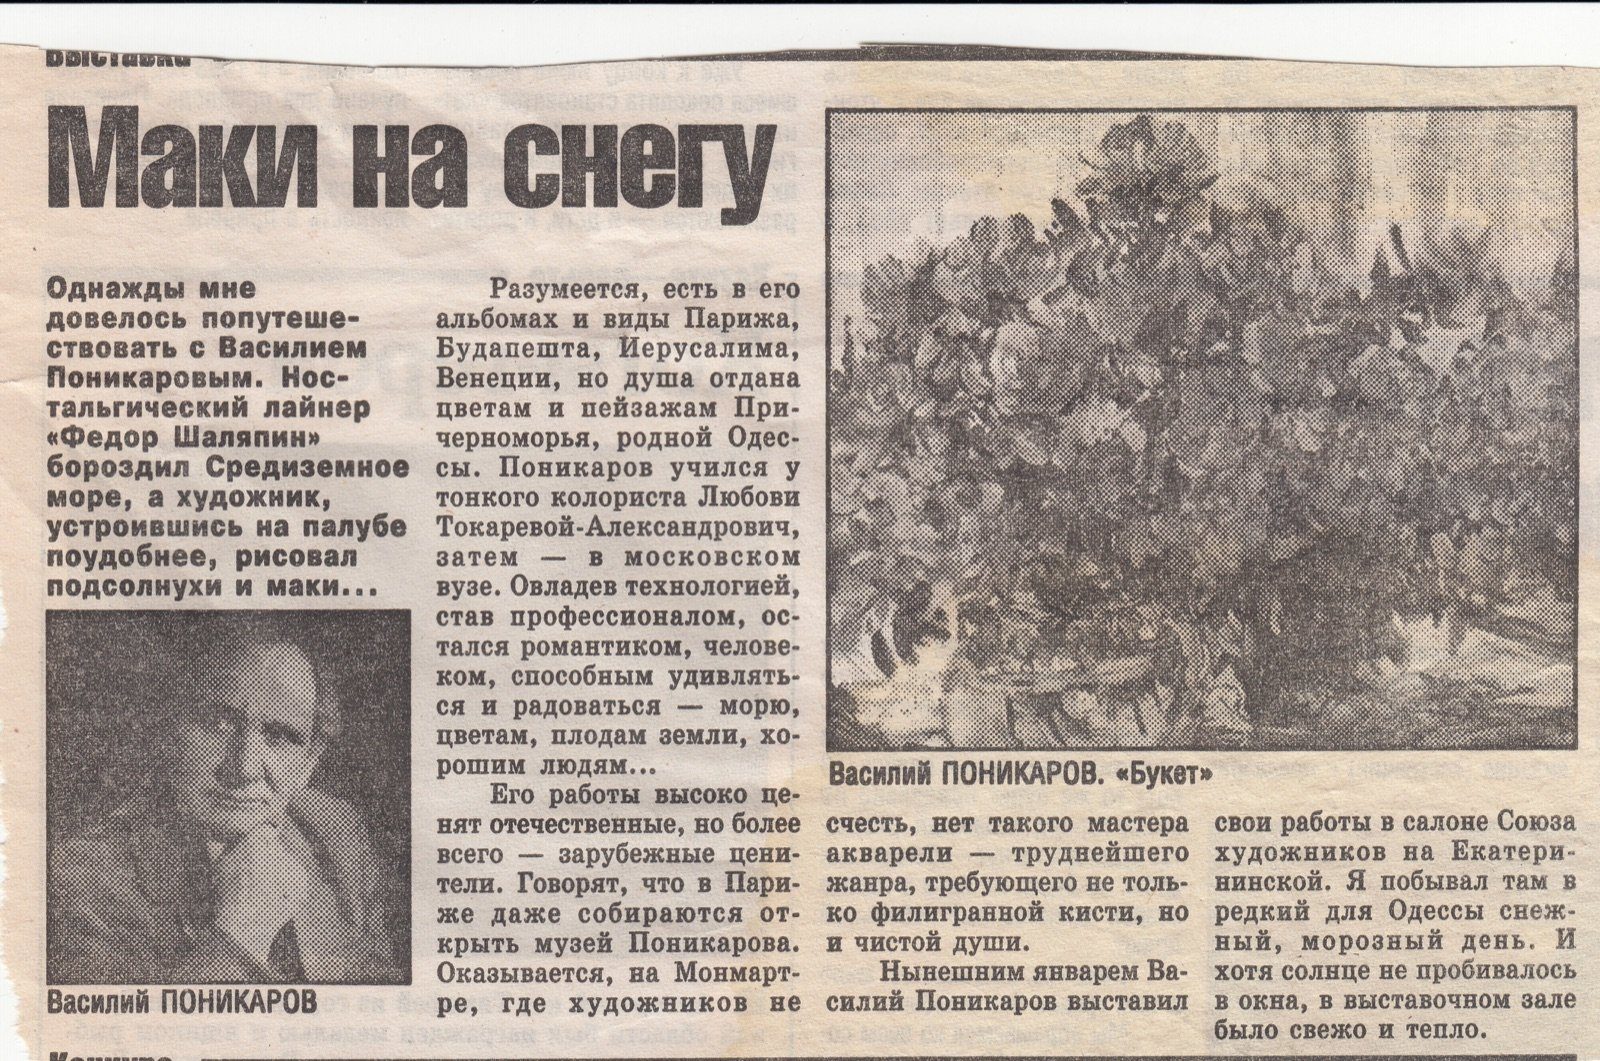 Выставка
Маки на снегу
Однажды мне
довелось попутеше-
ствовать с Василием
Поникаровым. Нос-
тальгический лайнер
«Федор Шаляпин»
бороздил Средиземное
море, а художник,
устроившись на палубе
поудобнее, рисовал
подсолнухи и маки...
Василий ПОНИКАРОВ
Разумеется, есть в его
альбомах и виды Парижа,
Будапешта, Иерусалима,
Венеции, но душа отдана
цветам и пейзажам При-
черноморья, родной Одес-
сы. Поникаров учился у
тонкого колориста Любови
Токаревой-Александрович,
затем — в московском
вузе. Овладев технологией,
став профессионалом, ос-
тался романтиком, челове-
ком, способным удивлять-
ся и радоваться — морю,
цветам, плодам земли, хо-
рошим людям...
Его работы высоко це-
нят отечественные, но более
всего — зарубежные цени-
тели. Говорят, что в Пари-
же даже собираются от-
крыть музей Поникарова.
Оказывается, на Монмарт-
ре, где художников не
Василий ПОНИКАРОВ. «Букет»
счесть, нет такого мастера
акварели — труднейшего
жанра, требующего не толь-
ко филигранной кисти, но
и чистой души.
Нынешним январем Ва-
силий Поникаров выставил
свои работы в салоне Союза
художников на Екатери-
нинской. Я побывал там в
редкий для Одессы снеж-
ный, морозный день. И
хотя солнце не пробивалось
в окна, в выставочном зале
было свежо и тепло.
Конкурс